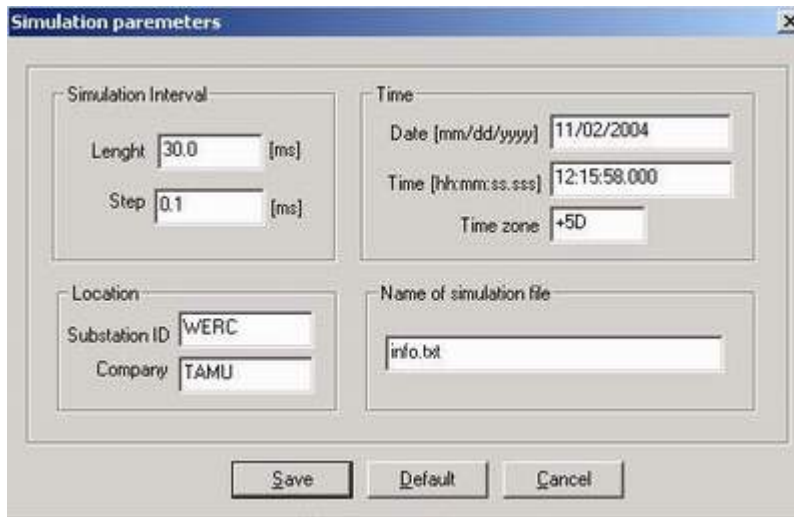 Simulation paremeters
Simulation Interval
Lenght 30.0 [ms]
Step 0.1 [ms]
Time
Date [mm/dd/yyyy] 11/02/2004
Time [hh:mm:ss.sss] 12:15:58.000
Time zone +5D
Location
Substation ID WERC
Company TAMU
Name of simulation file
info.txt
Save Default Cancel